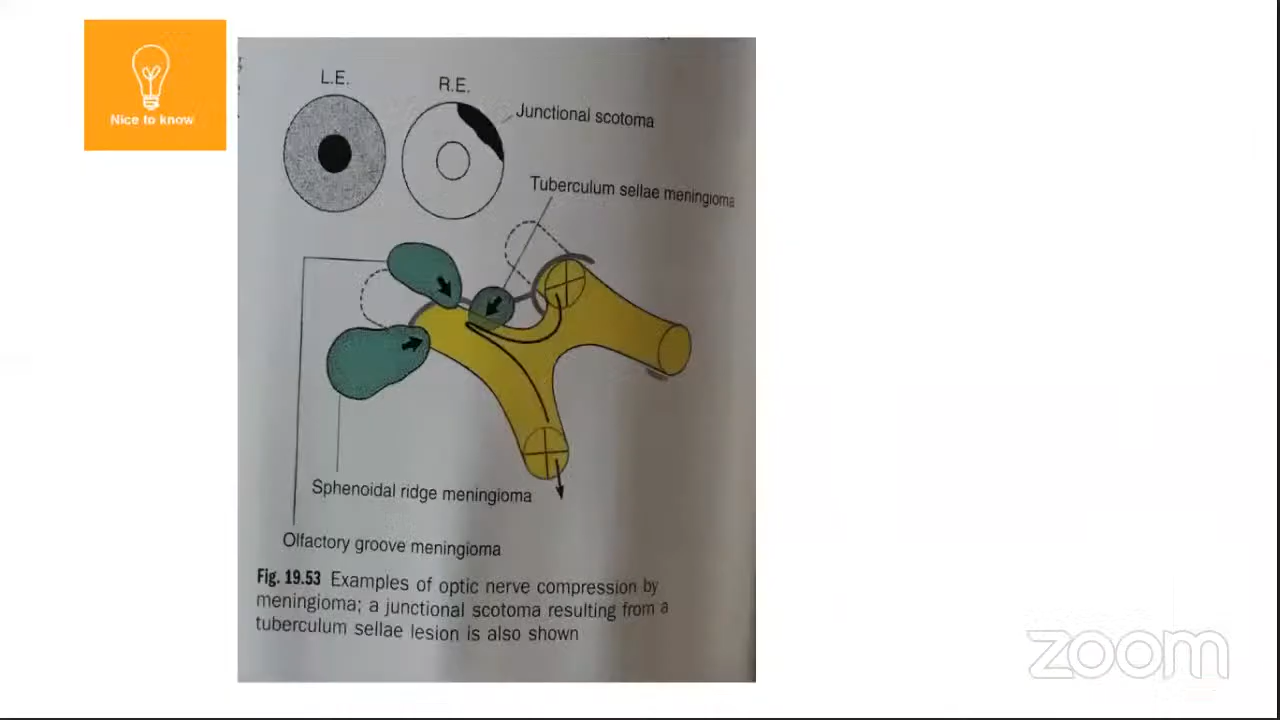 Nice to know
L.E.
R.E.
Junctional scotoma
Tuberculum sellae meningioma
Sphenoidal ridge meningioma
Olfactory groove meningioma
Fig. 19.53 Examples of optic nerve compression by
meningioma; a junctional scotoma resulting from a
tuberculum sellae lesion is also shown
zoom